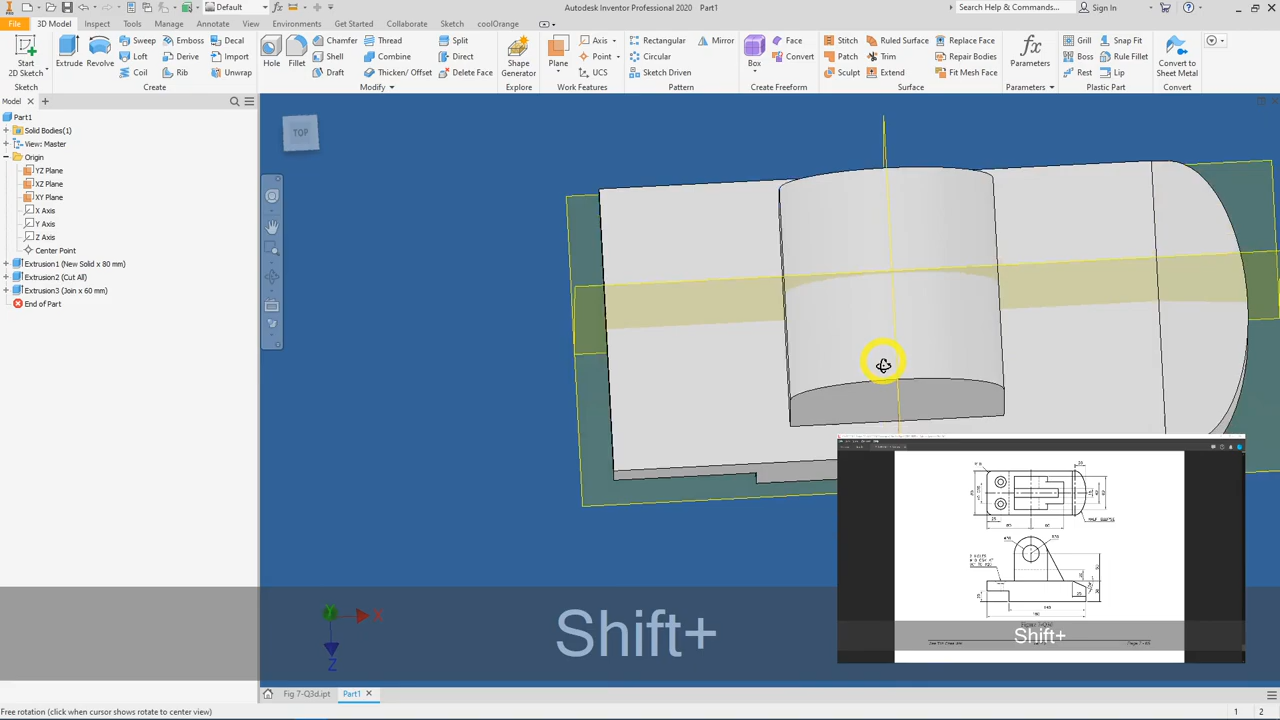 Default
Autodesk Inventor Professional 2020 Part1
Search Help & Commands...
Sign In
File 3D Model Sketch Inspect Tools Manage Annotate View Environments Get Started Collaborate Sketch coolOrange
Start
2D Sketch
Sketch
Extrude
Revolve
Sweep
Loft
Coil
Emboss
Derive
Rib
Decal
Import
Unwrap
Create
Hole
Fillet
Chamfer
Shell
Draft
Thread
Combine
Thicken/ Offset
Split
Direct
Delete Face
Modify
Shape
Generator
Explore
Plane
Axis
Point
UCS
Work Features
Rectangular
Circular
Sketch Driven
Mirror
Pattern
Box
Face
Convert
Create Freeform
Stitch
Patch
Sculpt
Ruled Surface
Trim
Extend
Replace Face
Repair Bodies
Fit Mesh Face
Surface
Parameters
Parameters
Grill
Boss
Rest
Snap Fit
Rule Fillet
Lip
Plastic Part
Convert to
Sheet Metal
Convert
Model
Part1
Solid Bodies(1)
View: Master
Origin
YZ Plane
XZ Plane
XY Plane
X Axis
Y Axis
Z Axis
Center Point
Extrusion1 (New Solid x 80 mm)
Extrusion2 (Cut All)
Extrusion3 (Join x 60 mm)
End of Part
TOP
X
Z
Shift+
Shift+
Fig 7-Q3d.ipt
Part1
Free rotation (click when cursor shows rotate to center view)
1 2